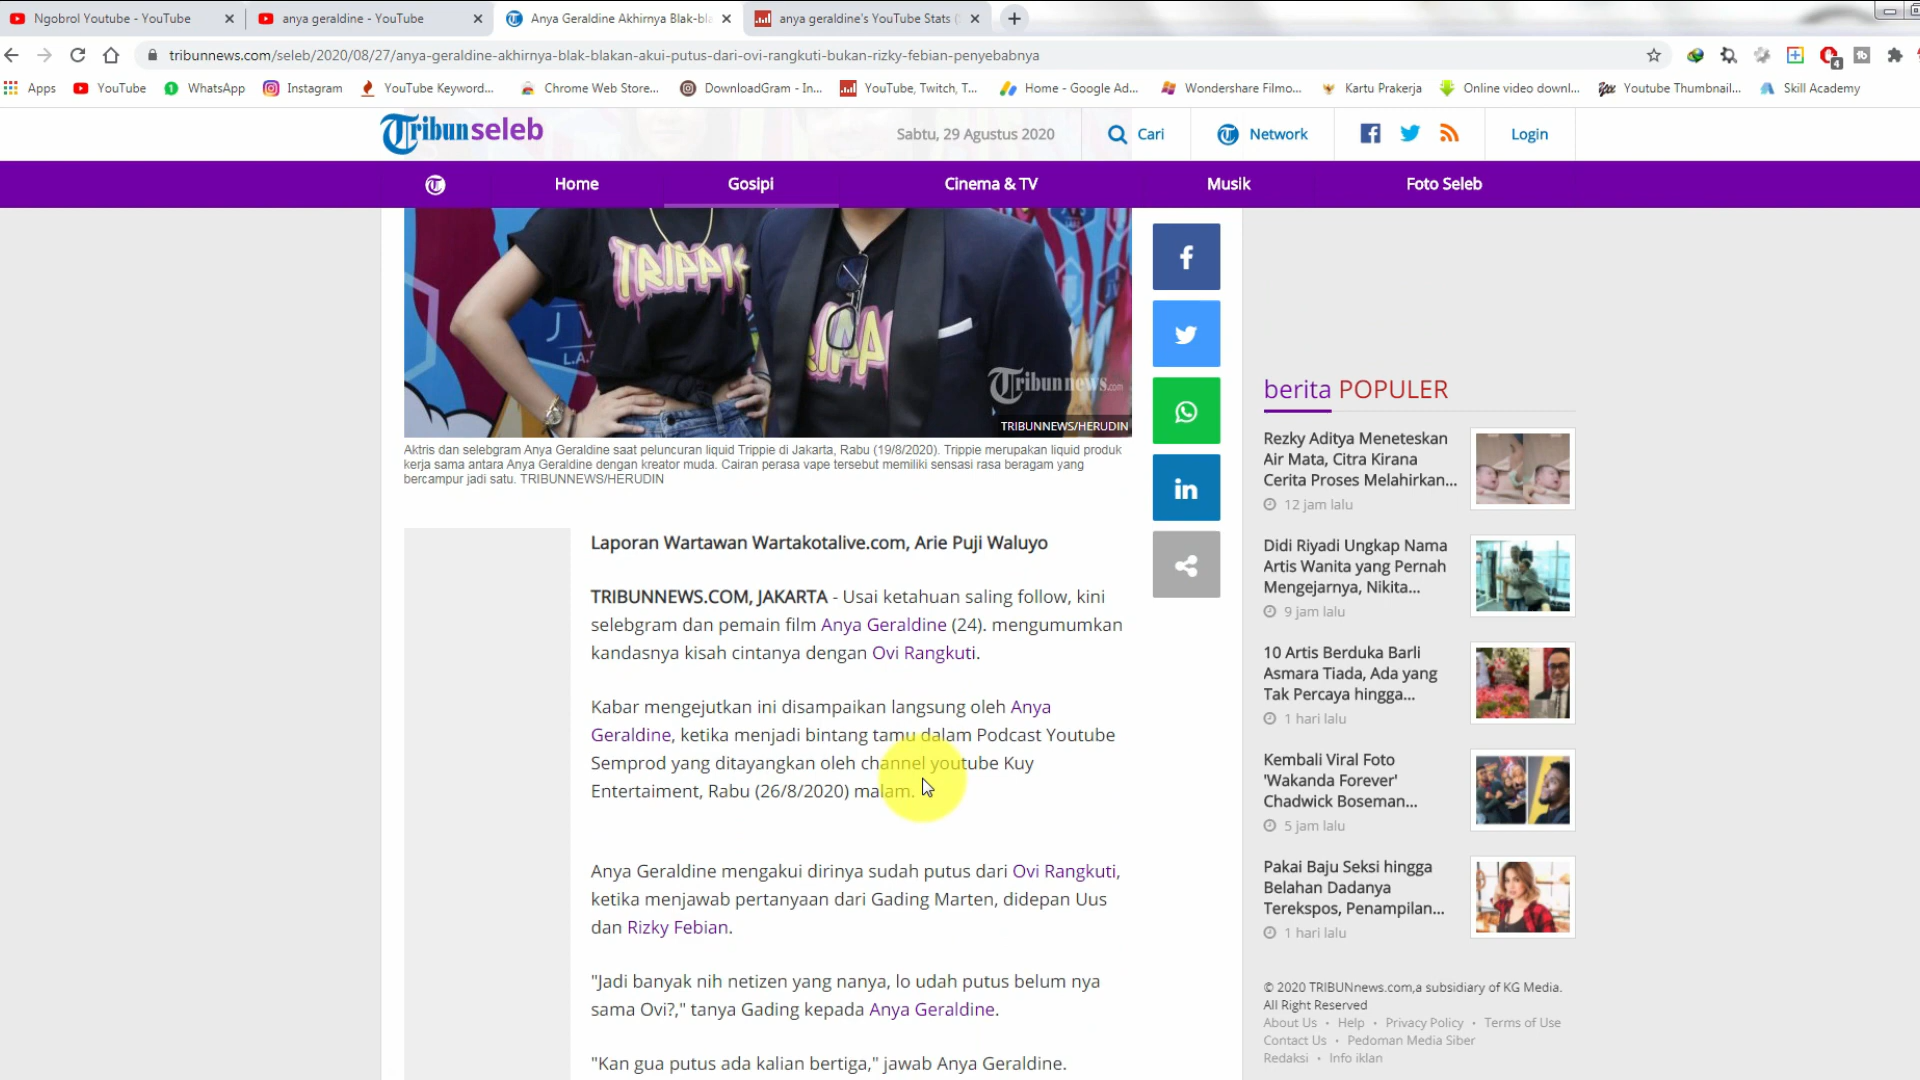 Ngobrol Youtube - YouTube
anya geraldine - YouTube
Anya Geraldine Akhirnya Blak-bla
anya geraldine's YouTube Stats (
tribunnews.com/seleb/2020/08/27/anya-geraldine-akhirnya-blak-blakan-akui-putus-dari-ovi-rangkuti-bukan-rizky-febian-penyebabnya
Apps
YouTube
WhatsApp
Instagram
YouTube Keyword...
Chrome Web Store...
DownloadGram - In...
YouTube, Twitch, T...
Home - Google Ad...
Wondershare Filmo...
Kartu Prakerja
Online video downl...
Youtube Thumbnail...
Skill Academy
Tribunseleb
Sabtu, 29 Agustus 2020
Cari
Network
Login
Home
Gosipi
Cinema & TV
Musik
Foto Seleb
TRIPPIE
J
L.A.
Tribunnews.com
TRIBUNNEWS/HERUDIN
Aktris dan selebgram Anya Geraldine saat peluncuran liquid Trippie di Jakarta, Rabu (19/8/2020). Trippie merupakan liquid produk
kerja sama antara Anya Geraldine dengan kreator muda. Cairan perasa vape tersebut memiliki sensasi rasa beragam yang
bercampur jadi satu. TRIBUNNEWS/HERUDIN
Laporan Wartawan Wartakotalive.com, Arie Puji Waluyo
TRIBUNNEWS.COM, JAKARTA - Usai ketahuan saling follow, kini
selebgram dan pemain film Anya Geraldine (24). mengumumkan
kandasnya kisah cintanya dengan Ovi Rangkuti.
Kabar mengejutkan ini disampaikan langsung oleh Anya
Geraldine, ketika menjadi bintang tamu dalam Podcast Youtube
Semprod yang ditayangkan oleh channel youtube Kuy
Entertaiment, Rabu (26/8/2020) malam.
Anya Geraldine mengakui dirinya sudah putus dari Ovi Rangkuti,
ketika menjawab pertanyaan dari Gading Marten, didepan Uus
dan Rizky Febian.
"Jadi banyak nih netizen yang nanya, lo udah putus belum nya
sama Ovi?," tanya Gading kepada Anya Geraldine.
"Kan gua putus ada kalian bertiga," jawab Anya Geraldine.
berita POPULER
Rezky Aditya Meneteskan
Air Mata, Citra Kirana
Cerita Proses Melahirkan...
12 jam lalu
Didi Riyadi Ungkap Nama
Artis Wanita yang Pernah
Mengejarnya, Nikita...
9 jam lalu
10 Artis Berduka Barli
Asmara Tiada, Ada yang
Tak Percaya hingga...
1 hari lalu
Kembali Viral Foto
'Wakanda Forever'
Chadwick Boseman...
5 jam lalu
Pakai Baju Seksi hingga
Belahan Dadanya
Terekspos, Penampilan...
1 hari lalu
© 2020 TRIBUNnews.com,a subsidiary of KG Media.
All Right Reserved
About Us • Help • Privacy Policy • Terms of Use
Contact Us • Pedoman Media Siber
Redaksi • Info iklan